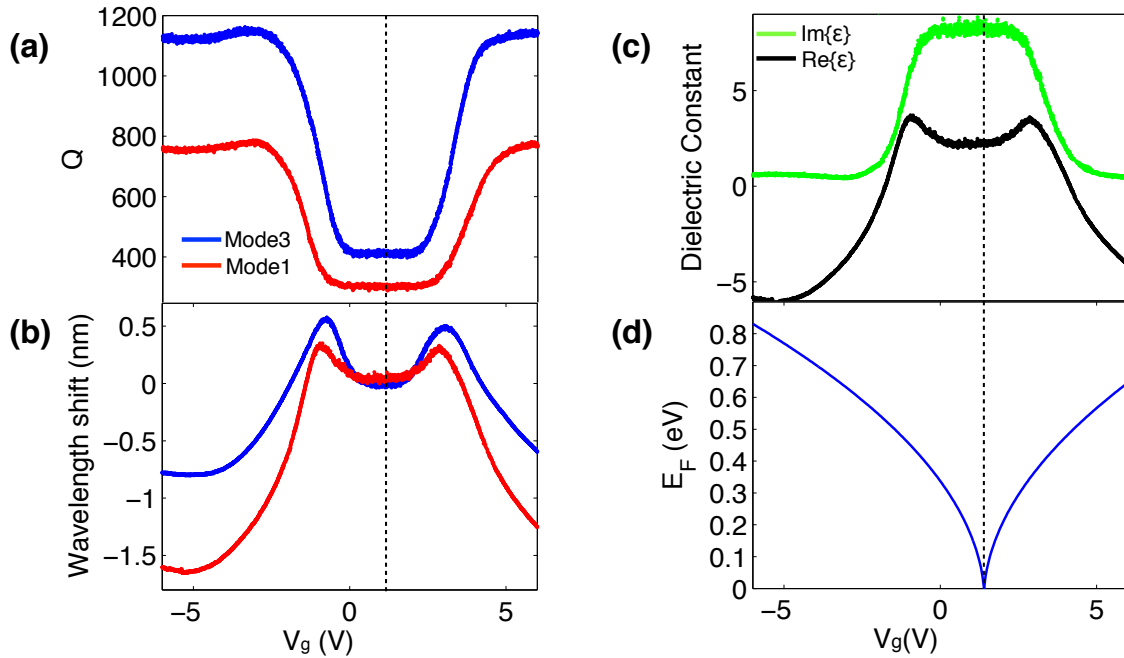 (a)
1200
1000
800
600
400
Q
Mode3
Mode1
(b)
0.5
0
−0.5
−1
−1.5
Wavelength shift (nm)
−5
0
5
Vg (V)
(c)
Im{ε}
Re{ε}
5
0
−5
Dielectric Constant
(d)
0.8
0.7
0.6
0.5
0.4
0.3
0.2
0.1
0
E_F (eV)
−5
0
5
Vg(V)